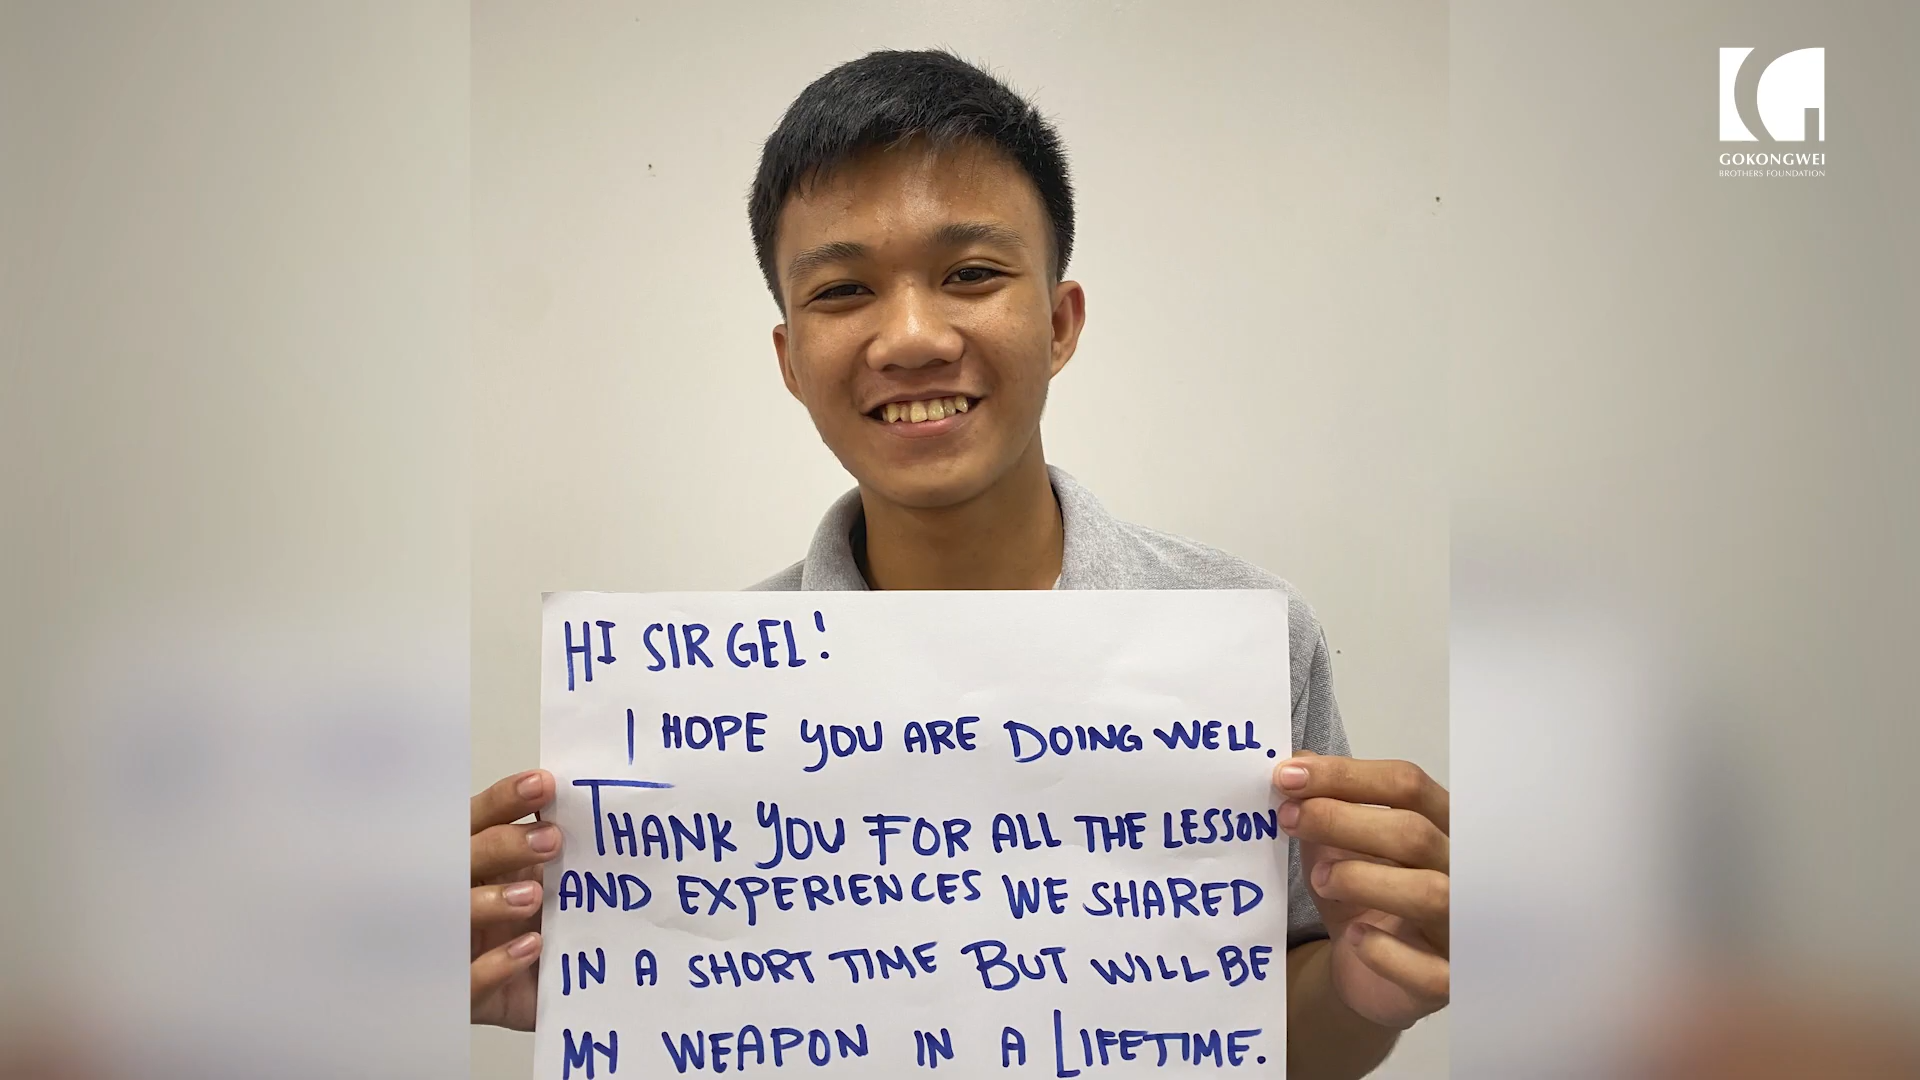 GOKONGWEI
BROTHERS FOUNDATION
HI SIR GEL!
I HOPE YOU ARE DOING WELL.
THANK YOU FOR ALL THE LESSON
AND EXPERIENCES WE SHARED
IN A SHORT TIME BUT WILL BE
MY WEAPON IN A LIFETIME.